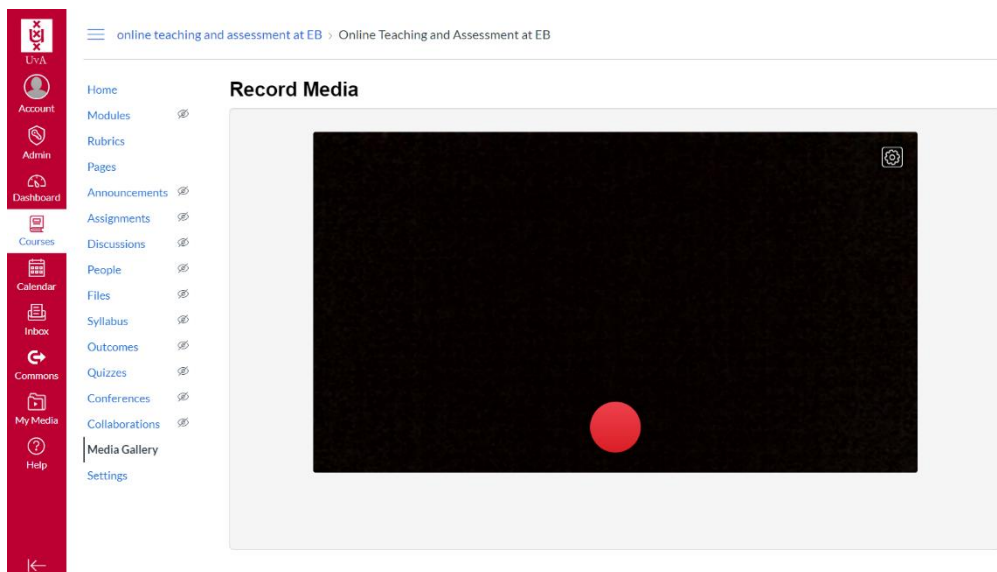 UvA
Account
Admin
Dashboard
Courses
Calendar
Inbox
Commons
My Media
Help
online teaching and assessment at EB › Online Teaching and Assessment at EB
Home
Modules
Rubrics
Pages
Announcements
Assignments
Discussions
People
Files
Syllabus
Outcomes
Quizzes
Conferences
Collaborations
Media Gallery
Settings
Record Media